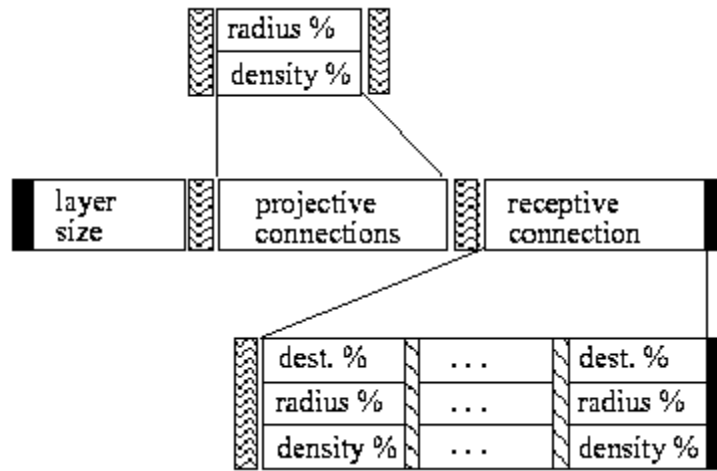 radius %
density %
layer
size
projective
connections
receptive
connection
dest. % ... dest. %
radius % ... radius %
density % ... density %